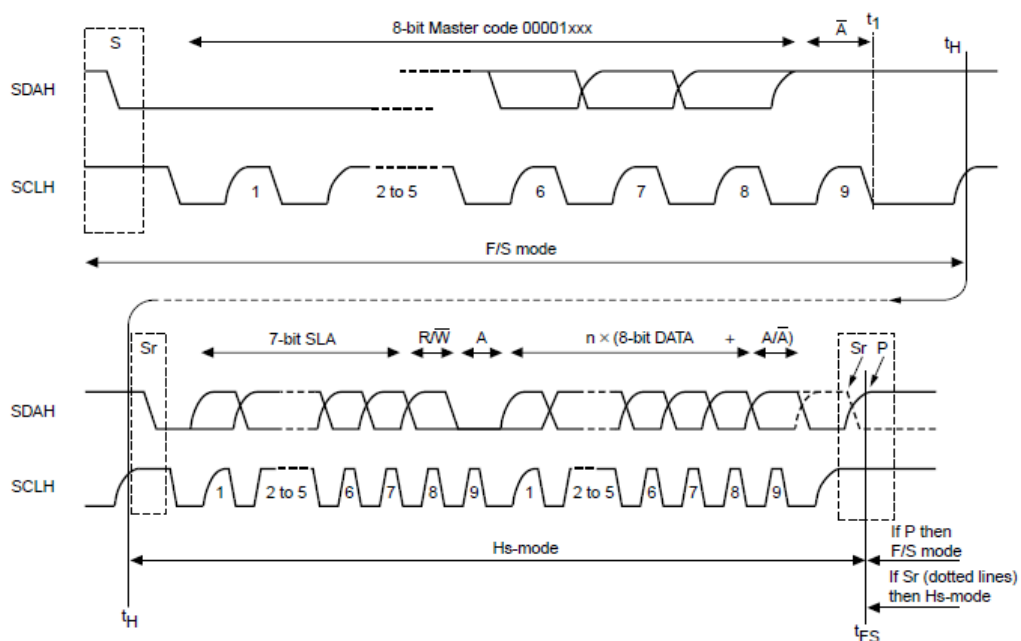 S
8-bit Master code 00001xxx
A̅
t1
tH
SDAH
SCLH
1
2 to 5
6
7
8
9
F/S mode
Sr
7-bit SLA
R/W̅
A
n × (8-bit DATA + A/A̅)
Sr P
SDAH
SCLH
1
2 to 5
6
7
8
9
1
2 to 5
6
7
8
9
If P then
F/S mode
Hs-mode
If Sr (dotted lines)
then Hs-mode
tH
tFS